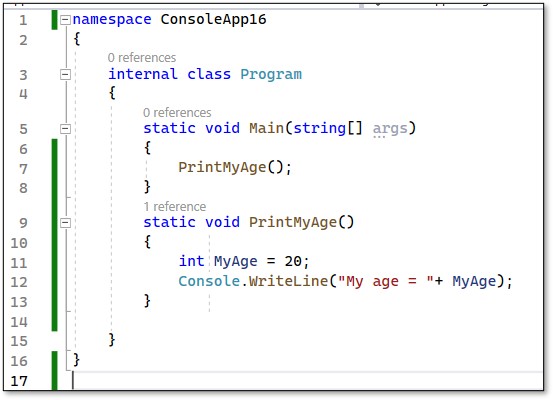 1 namespace ConsoleApp16
2 {
0 references
3 internal class Program
4 {
0 references
5 static void Main(string[] args)
6 {
7 PrintMyAge();
8 }
1 reference
9 static void PrintMyAge()
10 {
11 int MyAge = 20;
12 Console.WriteLine("My age = "+ MyAge);
13 }
14
15 }
16 }
17